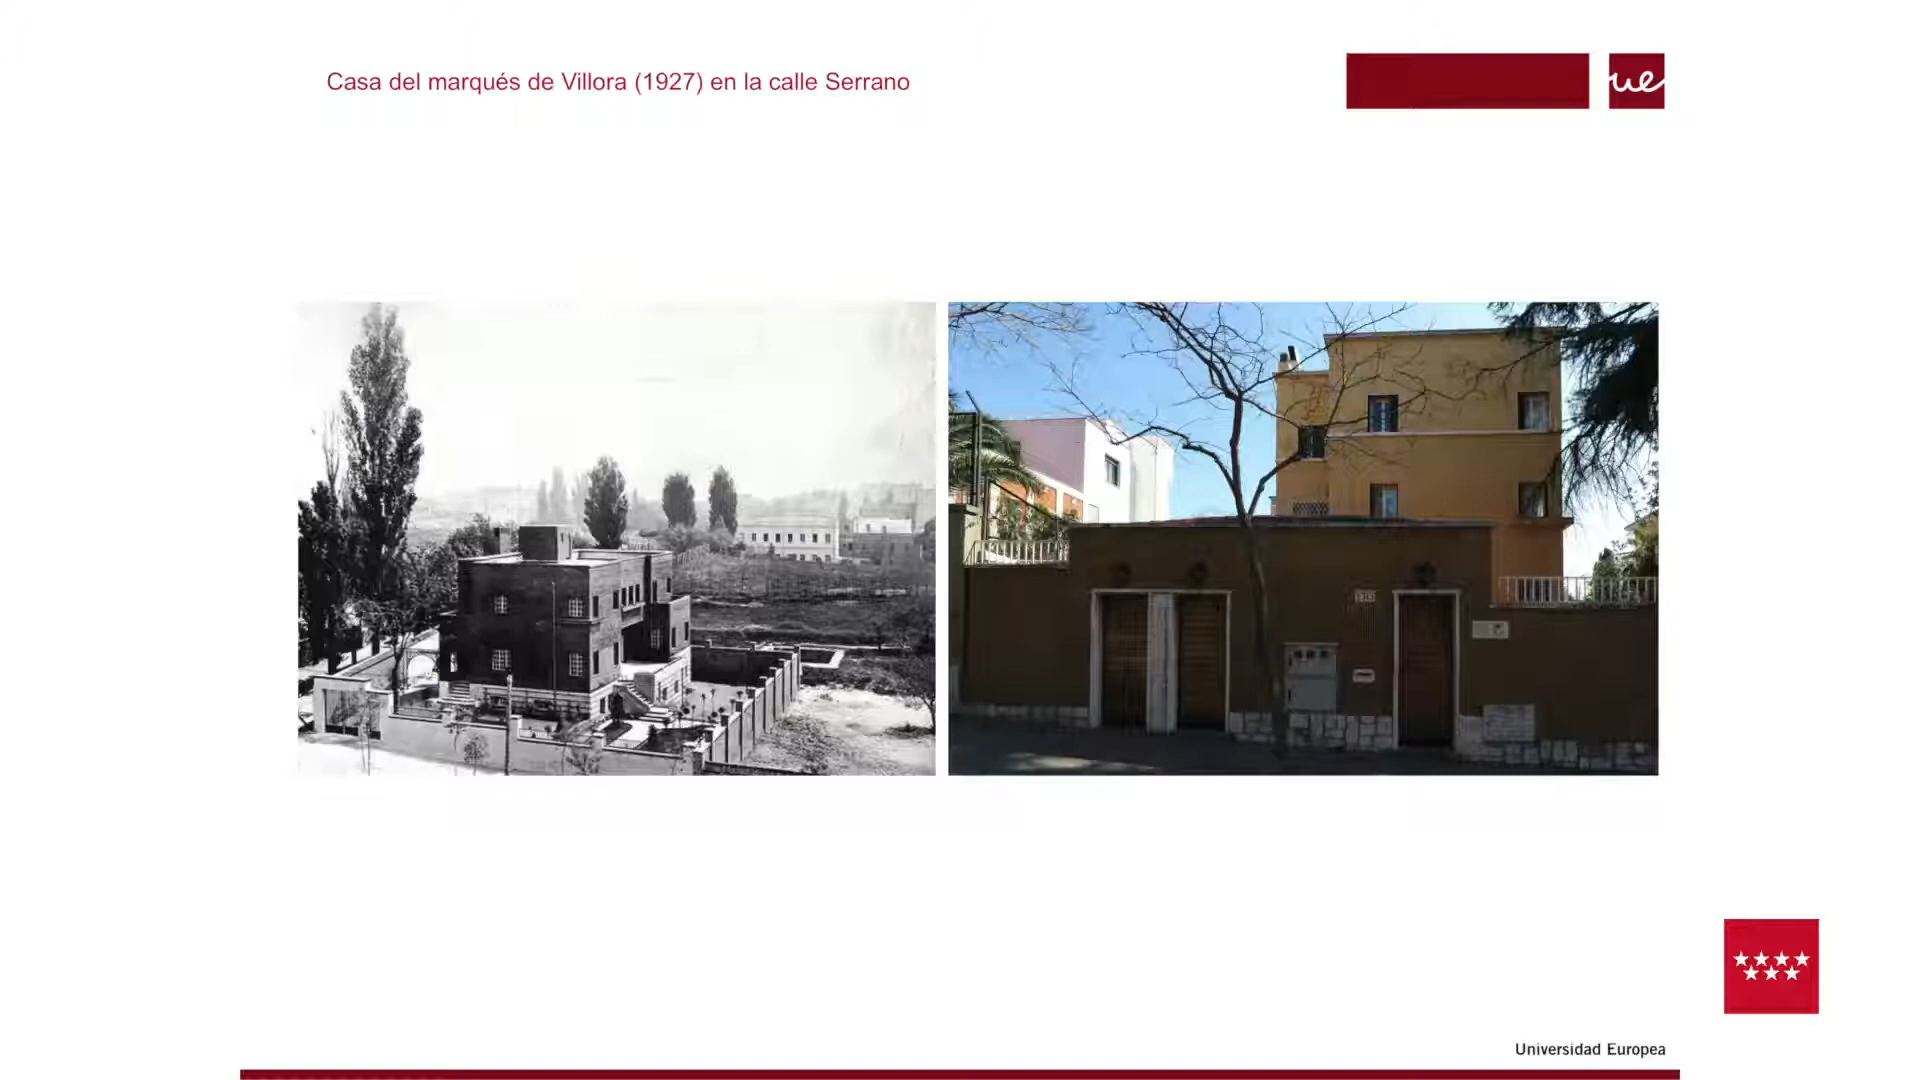 Casa del marqués de Villora (1927) en la calle Serrano
ue
Universidad Europea